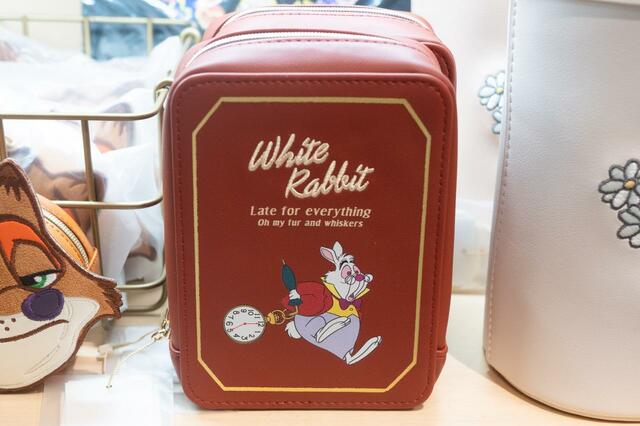 White
Rabbit
Late for everything
Oh my fur and whiskers